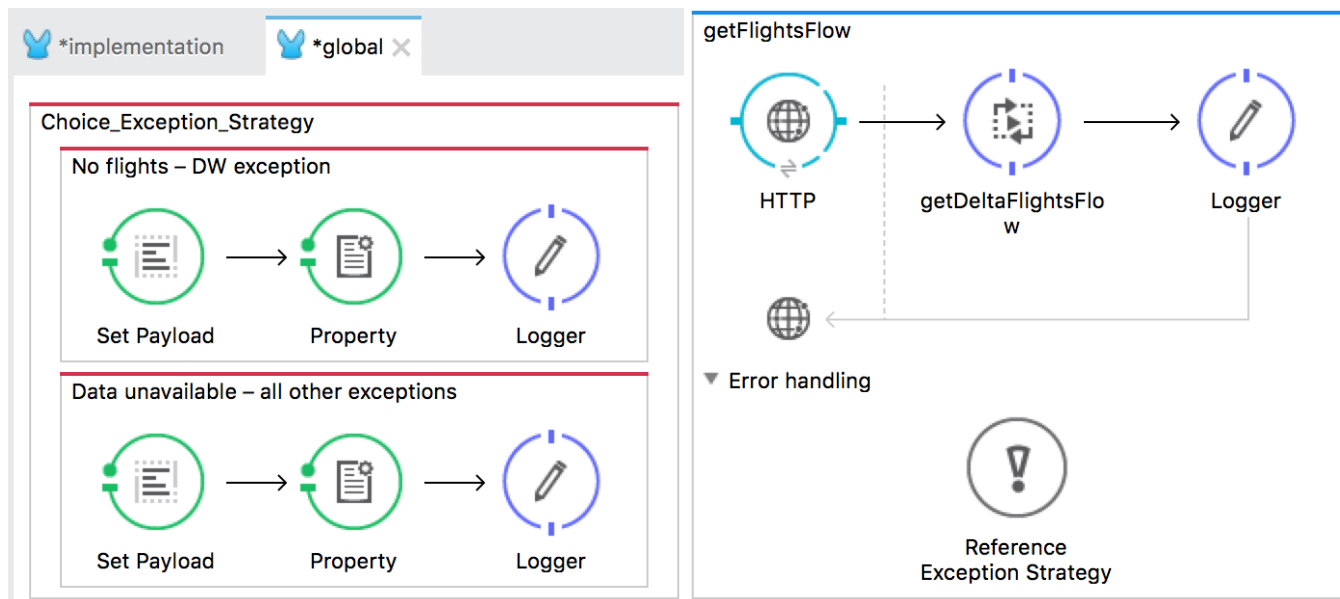 *implementation
*global
Choice_Exception_Strategy
No flights – DW exception
Set Payload
Property
Logger
Data unavailable – all other exceptions
Set Payload
Property
Logger
getFlightsFlow
HTTP
getDeltaFlightsFlo
w
Logger
Error handling
Reference
Exception Strategy